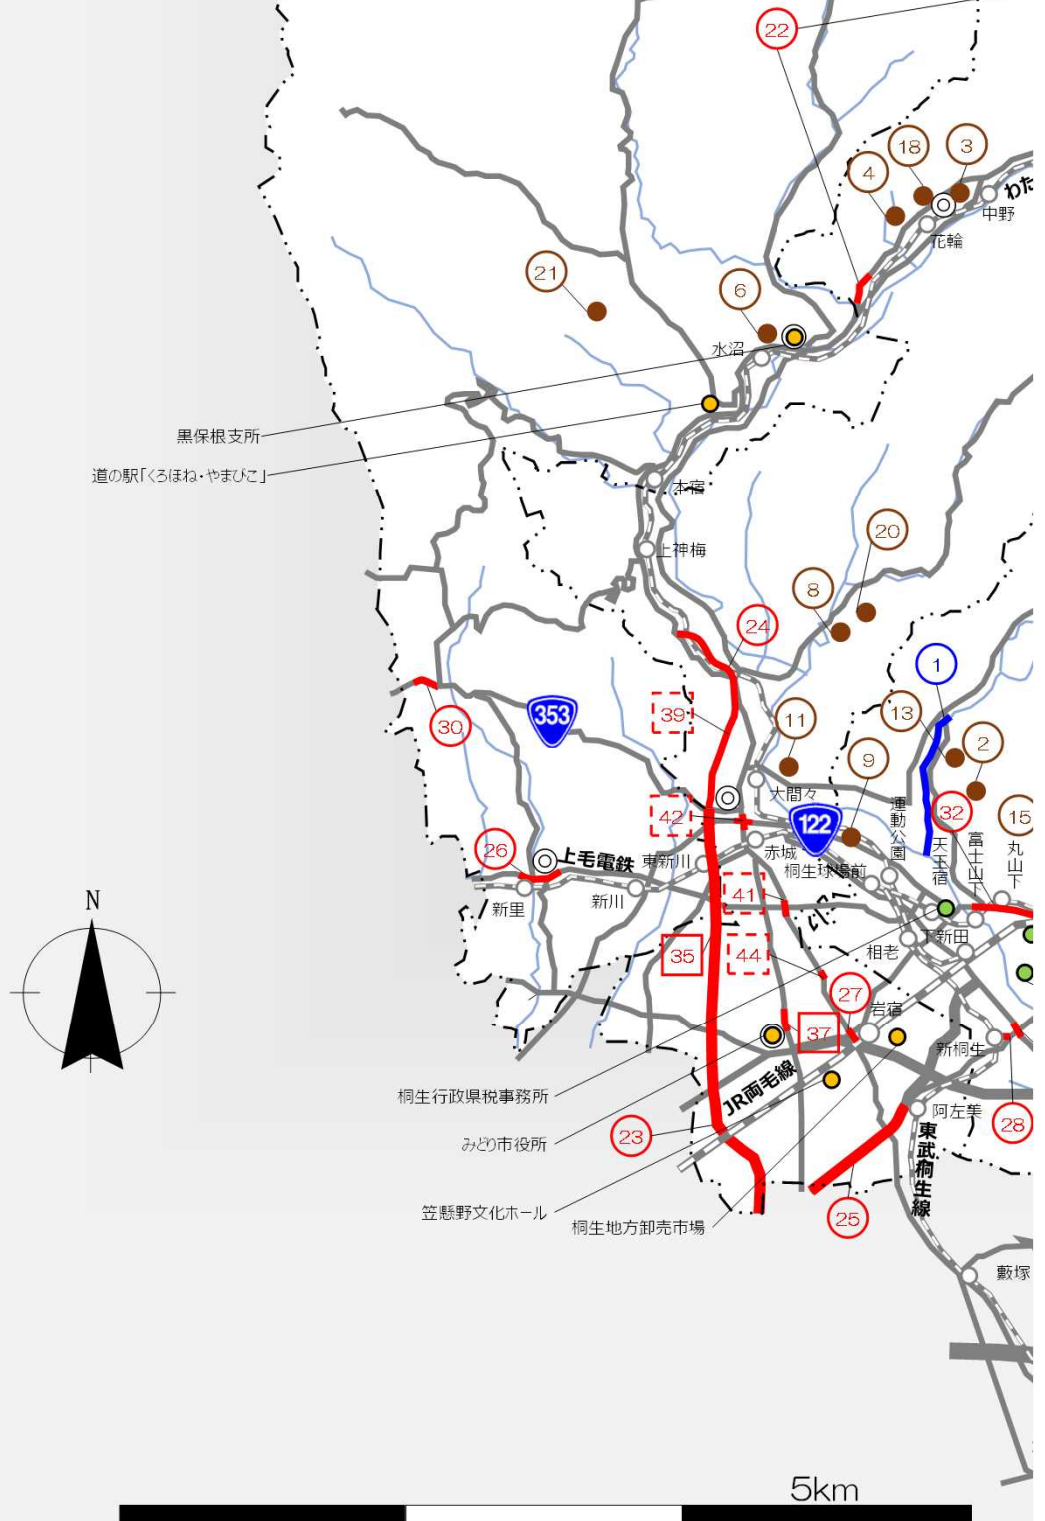 22
18
3
4
わた
中野
花輪
21
6
水沼
黒保根支所
道の駅「くろほね・やまびこ」
本宿
上神梅
20
8
24
1
13
2
30
353
39
11
9
大間々
運動公園
32
15
42
122
天王宿
富士山下
丸山下
26
上毛電鉄
東新川
赤城
桐生球場前
新里
新川
41
N
35
44
相老
下新田
27
岩宿
37
新桐生
JR両毛線
桐生行政県税事務所
阿左美
28
23
みどり市役所
東武桐生線
笠懸野文化ホール
桐生地方卸売市場
25
藪塚
5km